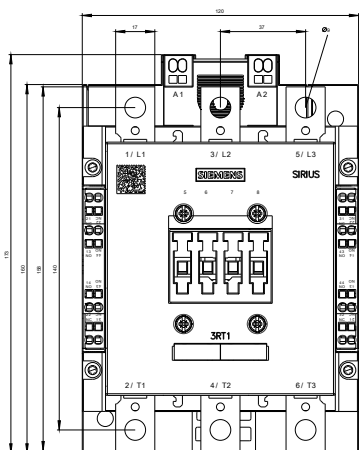 120
17
37
A1
A2
1/ L1
3/ L2
5/ L3
SIEMENS
SIRIUS
5 6 7 8
173
160
155
140
3RT1
2/ T1
4/ T2
6/ T3